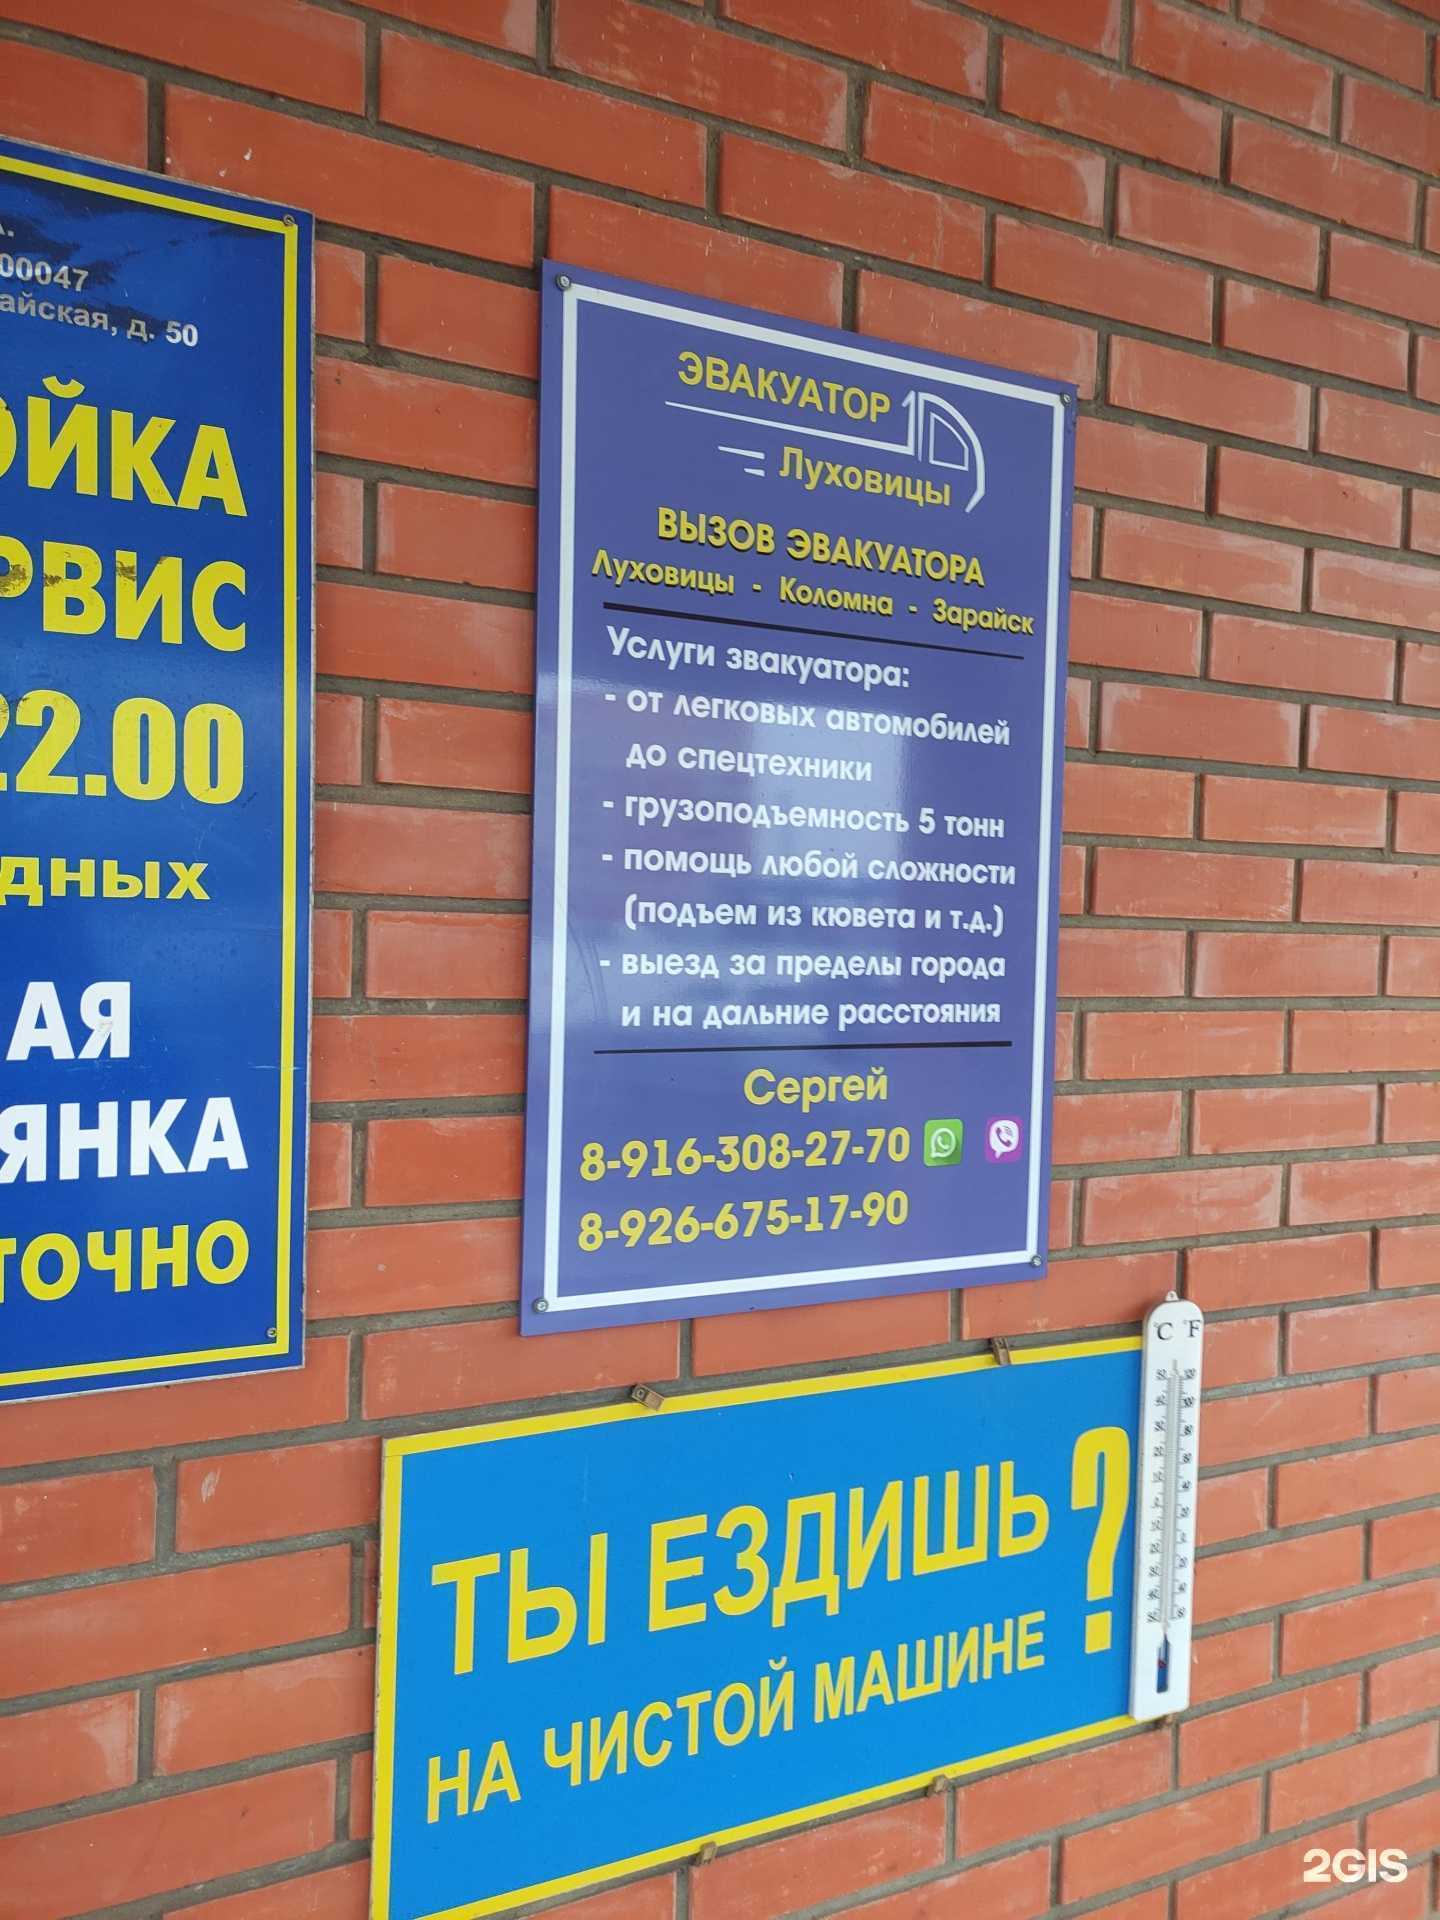 00047
айская, д. 50
ОЙКА
РВИС
22.00
дных
АЯ
ЯНКА
ТОЧНО
ЭВАКУАТОР
Луховицы
ВЫЗОВ ЭВАКУАТОРА
Луховицы - Коломна - Зарайск
Услуги звакуатора:
- от легковых автомобилей
до спецтехники
- грузоподъемность 5 тонн
- помощь любой сложности
(подъем из кювета и т.д.)
- выезд за пределы города
и на дальние расстояния
Сергей
8-916-308-27-70
8-926-675-17-90
°C °F
ТЫ ЕЗДИШЬ ?
НА ЧИСТОЙ МАШИНЕ
2GIS